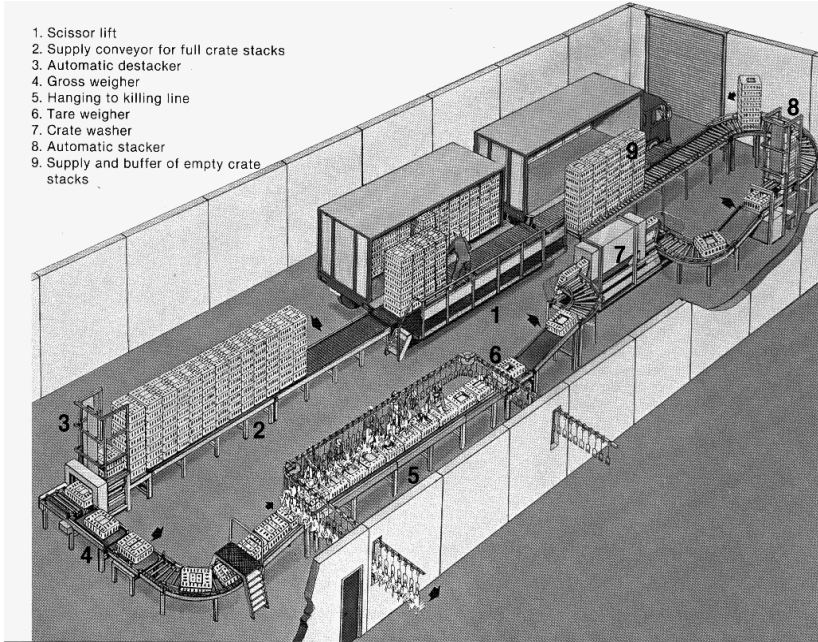 1. Scissor lift
2. Supply conveyor for full crate stacks
3. Automatic destacker
4. Gross weigher
5. Hanging to killing line
6. Tare weigher
7. Crate washer
8. Automatic stacker
9. Supply and buffer of empty crate
stacks
8
9
7
1
6
3
2
5
4